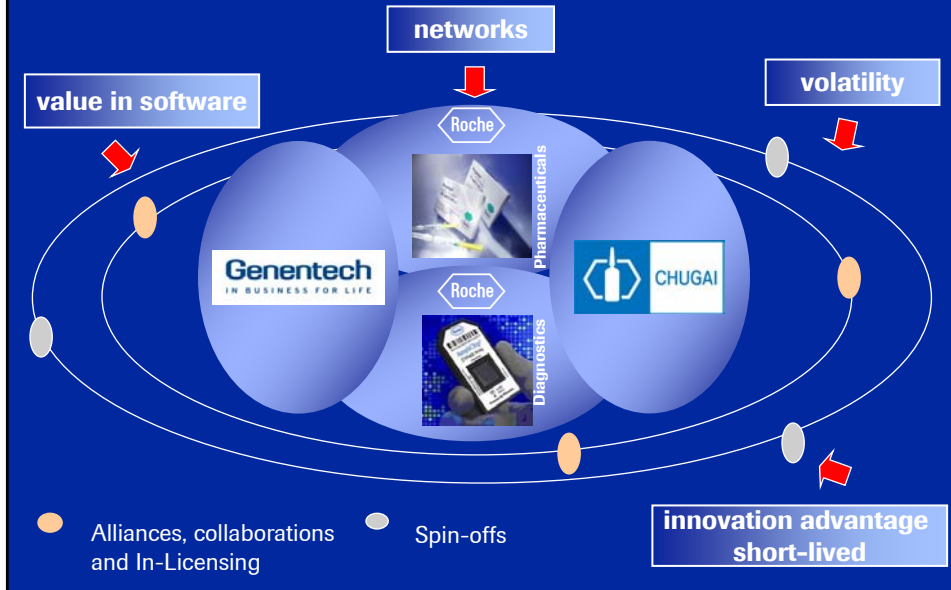 networks
value in software
volatility
Roche
Pharmaceuticals
Genentech
IN BUSINESS FOR LIFE
CHUGAI
Roche
Diagnostics
innovation advantage
short-lived
Alliances, collaborations
and In-Licensing
Spin-offs